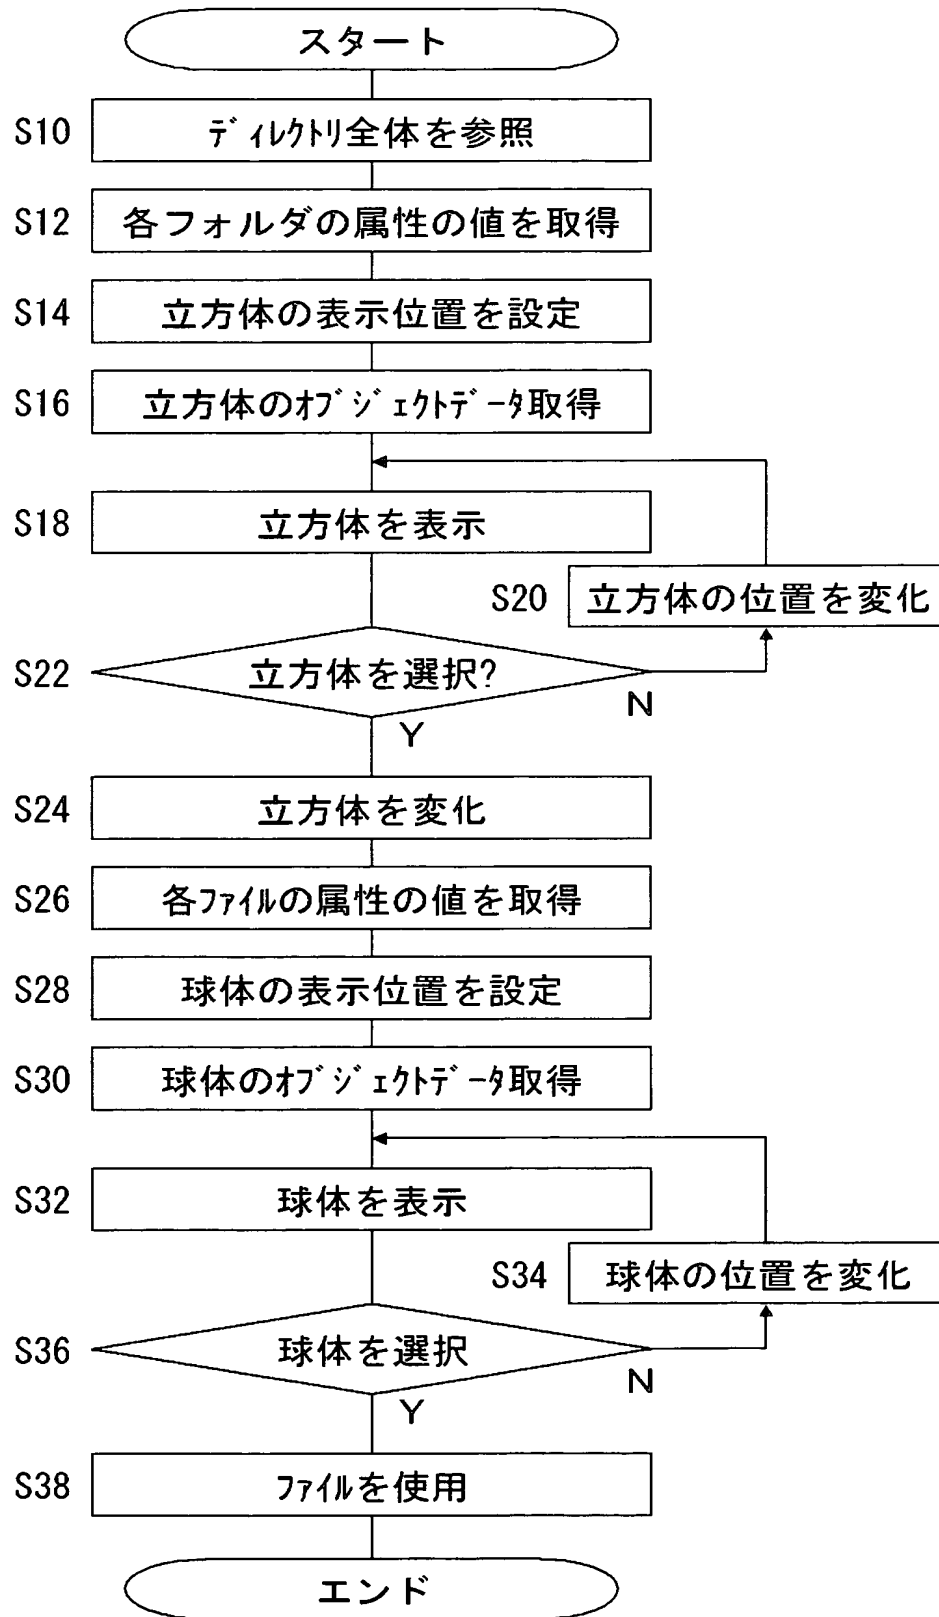 スタート
S10 ディレクトリ全体を参照
S12 各フォルダの属性の値を取得
S14 立方体の表示位置を設定
S16 立方体のオブジェクトデータ取得
S18 立方体を表示
S20 立方体の位置を変化
S22 立方体を選択?
N
Y
S24 立方体を変化
S26 各ファイルの属性の値を取得
S28 球体の表示位置を設定
S30 球体のオブジェクトデータ取得
S32 球体を表示
S34 球体の位置を変化
S36 球体を選択
N
Y
S38 ファイルを使用
エンド